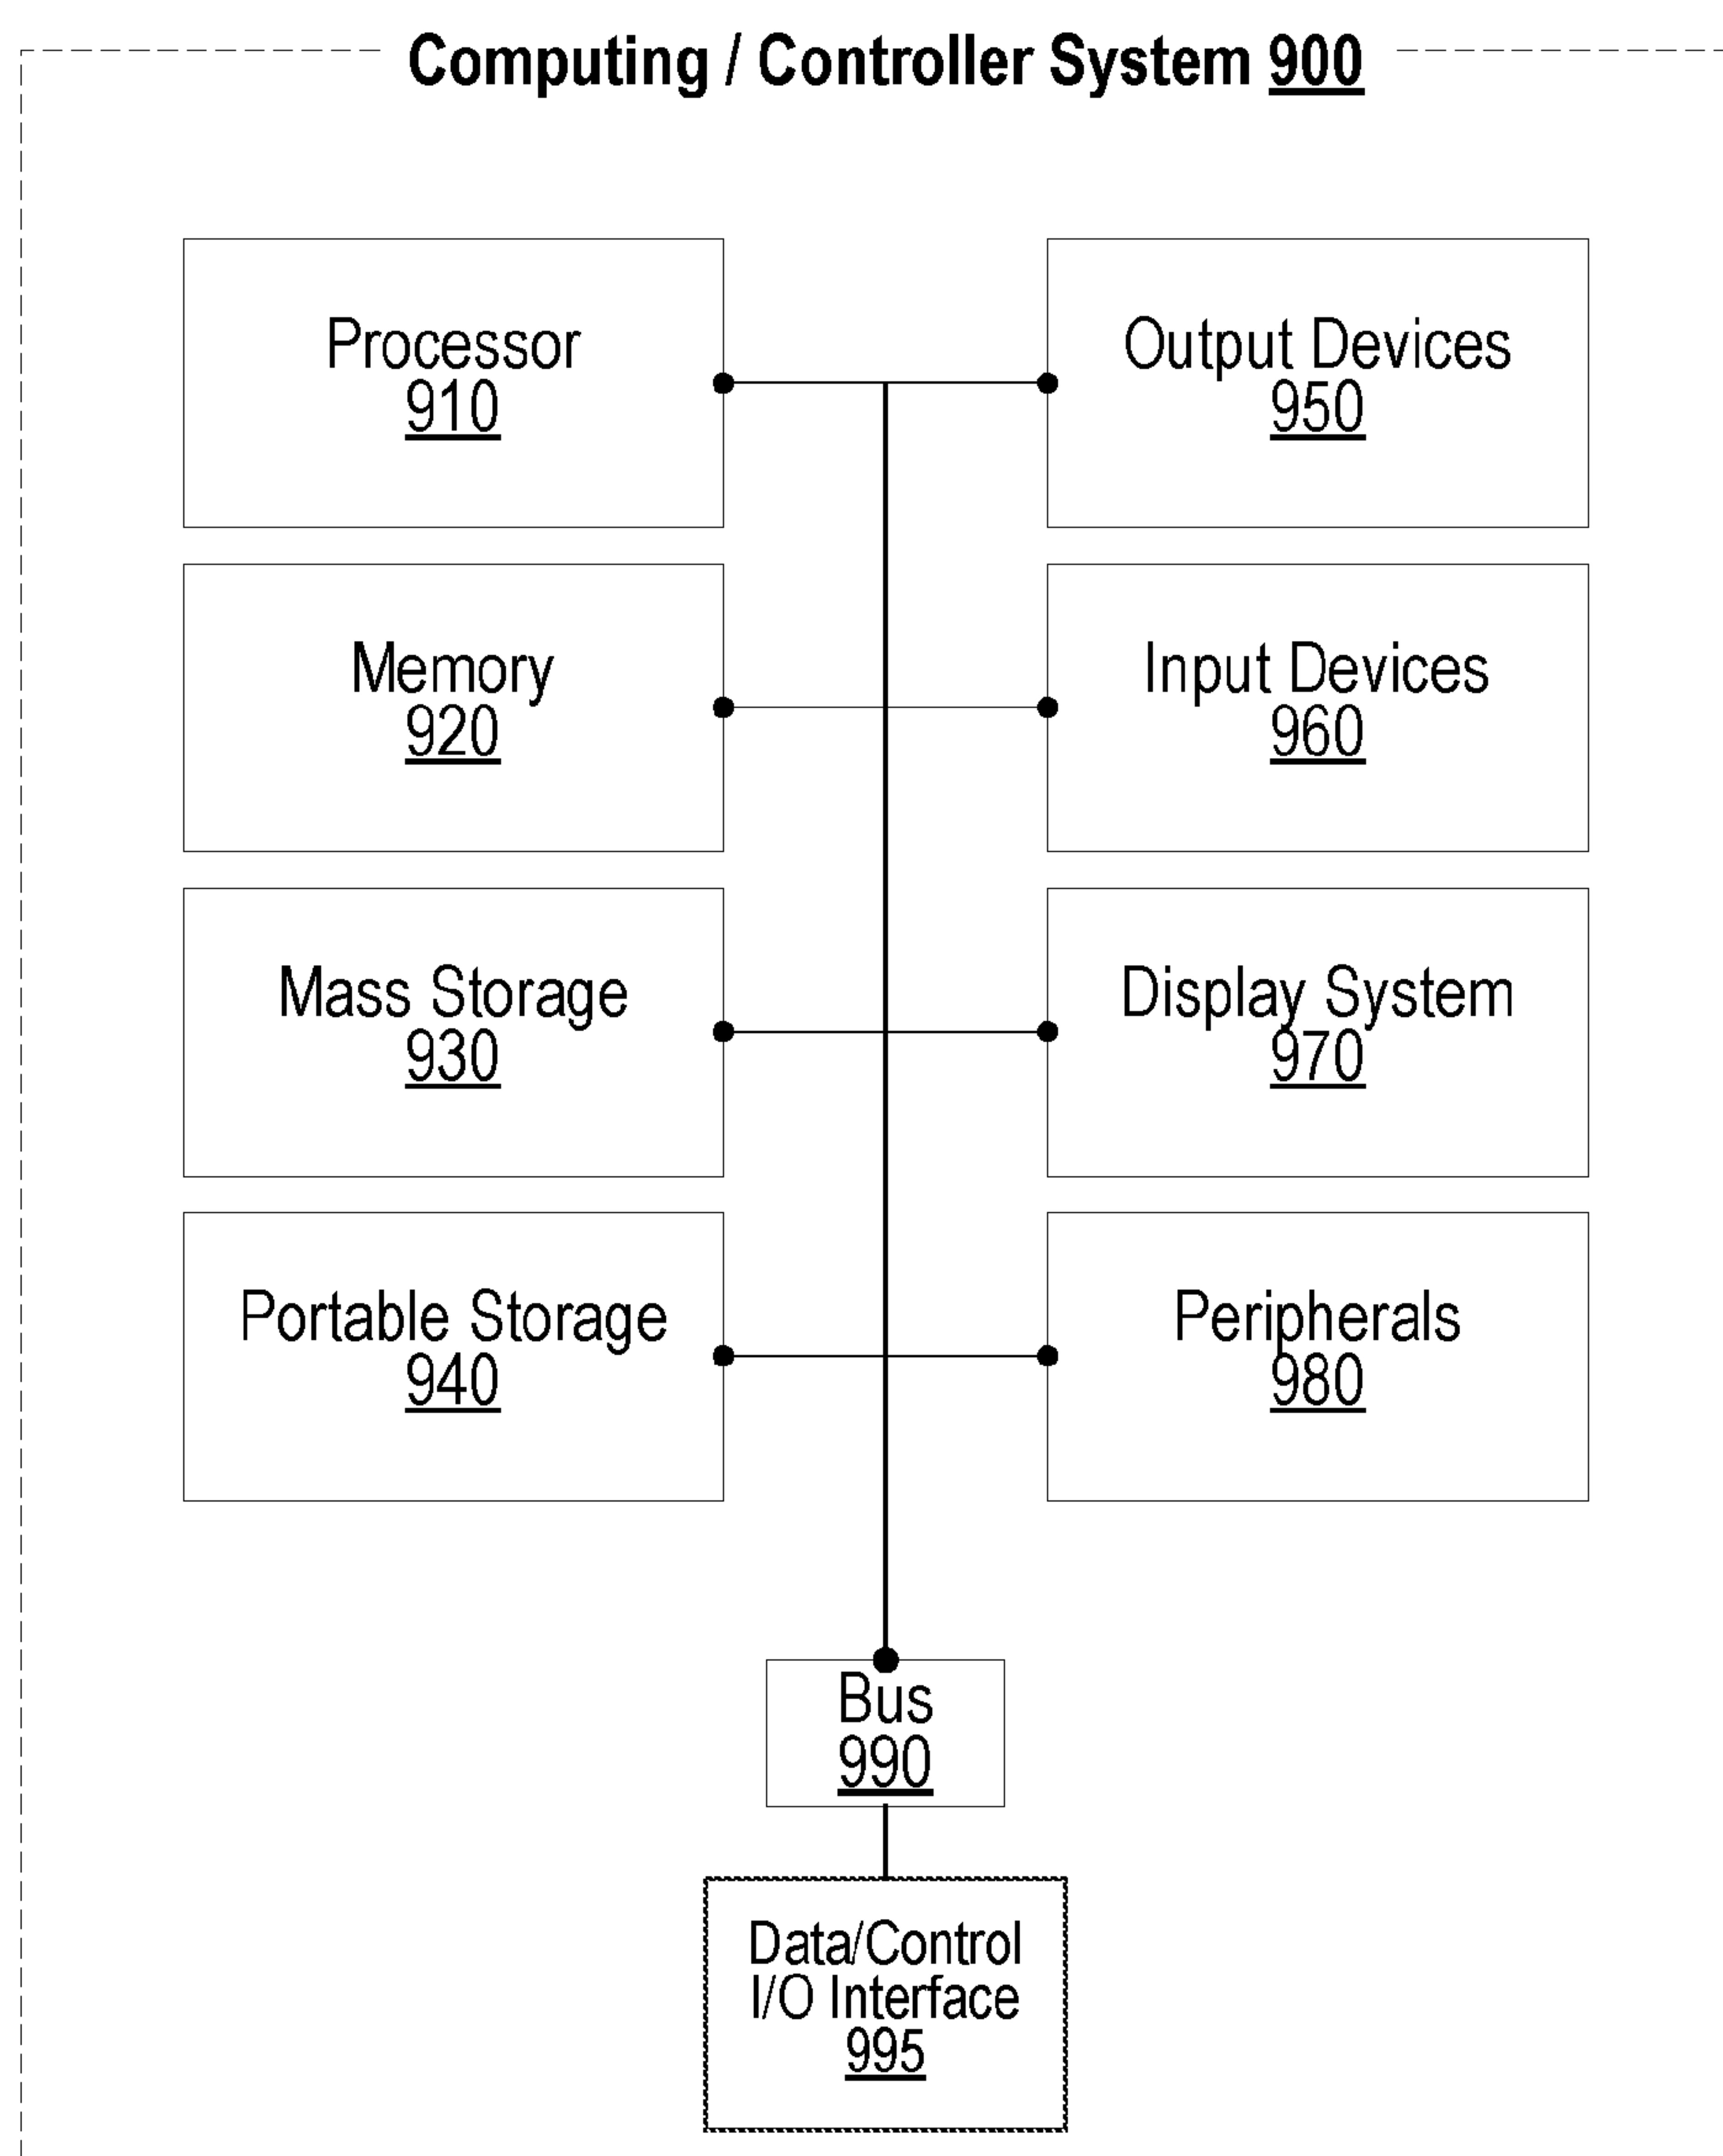 Computing / Controller System 900
Processor
910
Output Devices
950
Memory
920
Input Devices
960
Mass Storage
930
Display System
970
Portable Storage
940
Peripherals
980
Bus
990
Data/Control
I/O Interface
995